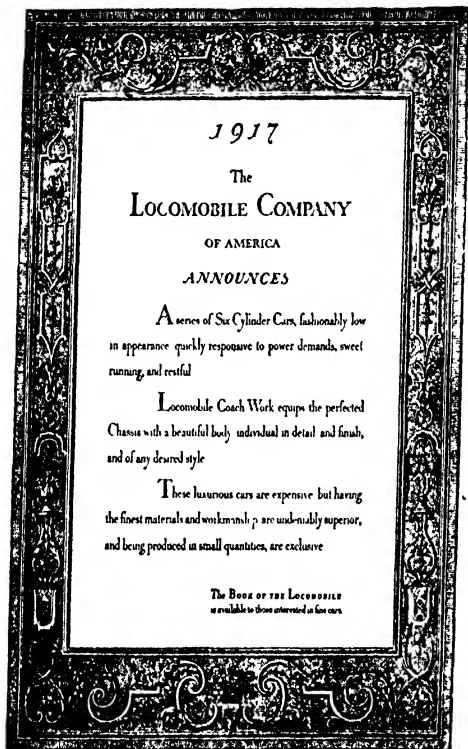 1917
The
LOCOMOBILE COMPANY
OF AMERICA
ANNOUNCES
A series of Six Cylinder Cars, fashionably low
in appearance quickly responsive to power demands, sweet
running, and restful
Locomobile Coach Work equips the perfected
Chassis with a beautiful body individual in detail and finish,
and of any desired style
These luxurious cars are expensive but having
the finest materials and workmanship are undeniably superior,
and being produced in small quantities, are exclusive
The BOOK OF THE LOCOMOBILE
is available to those interested in fine cars.